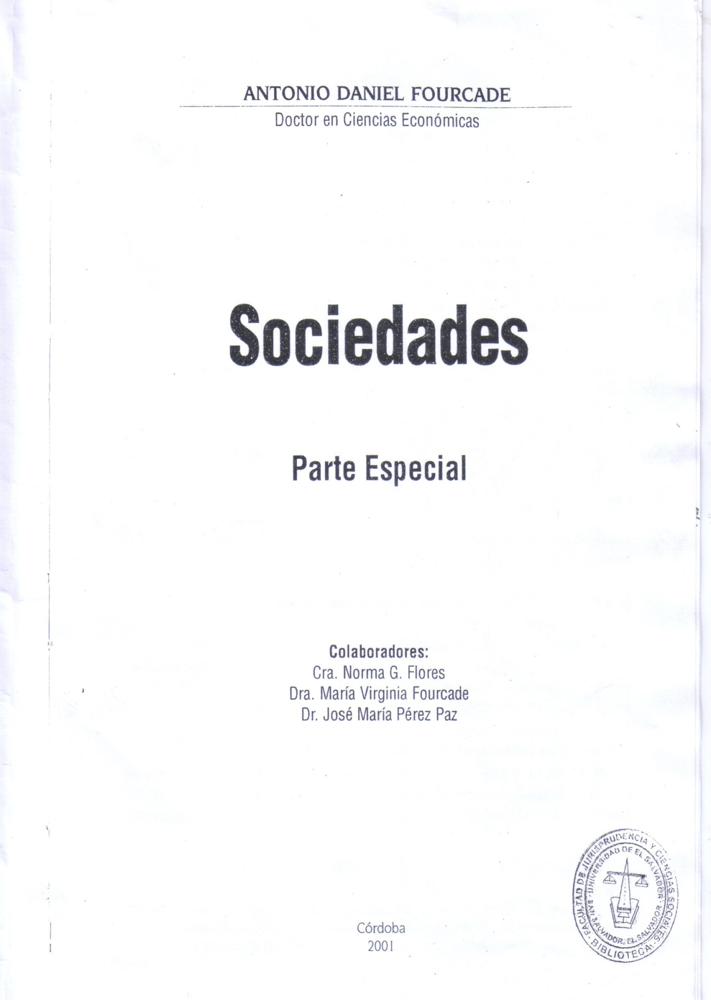 ANTONIO DANIEL FOURCADE
Doctor en Ciencias Económicas
Sociedades
Parte Especial
Colaboradores:
Cra. Norma G. Flores
Dra. María Virginia Fourcade
Dr. José María Pérez Paz
Córdoba
2001
FACULTAD DE JURISPRUDENCIA Y CIENCIAS SOCIALES
UNIVERSIDAD DE EL SALVADOR
SAN SALVADOR, EL SALVADOR
BIBLIOTECA